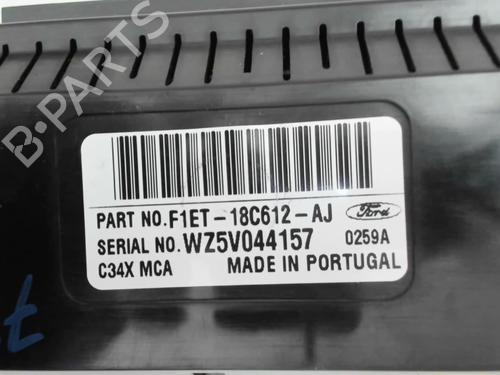 B-PARTS
PART NO. F1ET-18C612-AJ Ford
SERIAL NO. WZ5V044157 0259A
C34X MCA MADE IN PORTUGAL